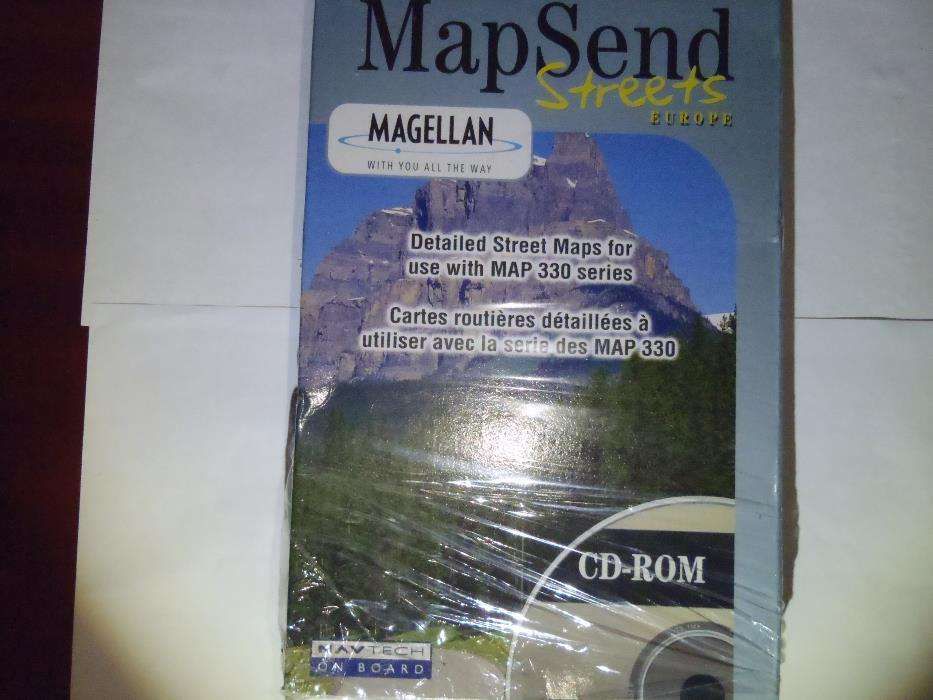 MapSend
Streets
EUROPE
MAGELLAN
WITH YOU ALL THE WAY
Detailed Street Maps for
use with MAP 330 series
Cartes routières détaillées à
utiliser avec la serie des MAP 330
CD-ROM
NAVTECH
ON BOARD